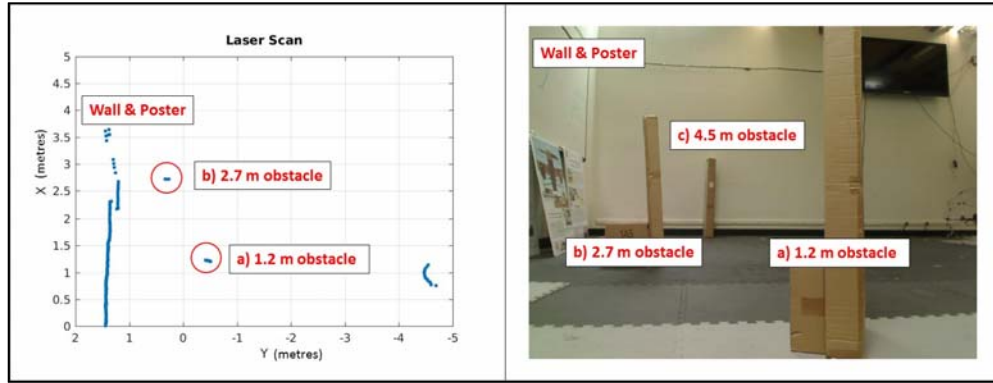 Laser Scan
5
4.5
4
3.5
3
2.5
2
1.5
1
0.5
0
X (metres)
2 1 0 -1 -2 -3 -4 -5
Y (metres)
Wall & Poster
b) 2.7 m obstacle
a) 1.2 m obstacle
Wall & Poster
c) 4.5 m obstacle
b) 2.7 m obstacle
a) 1.2 m obstacle